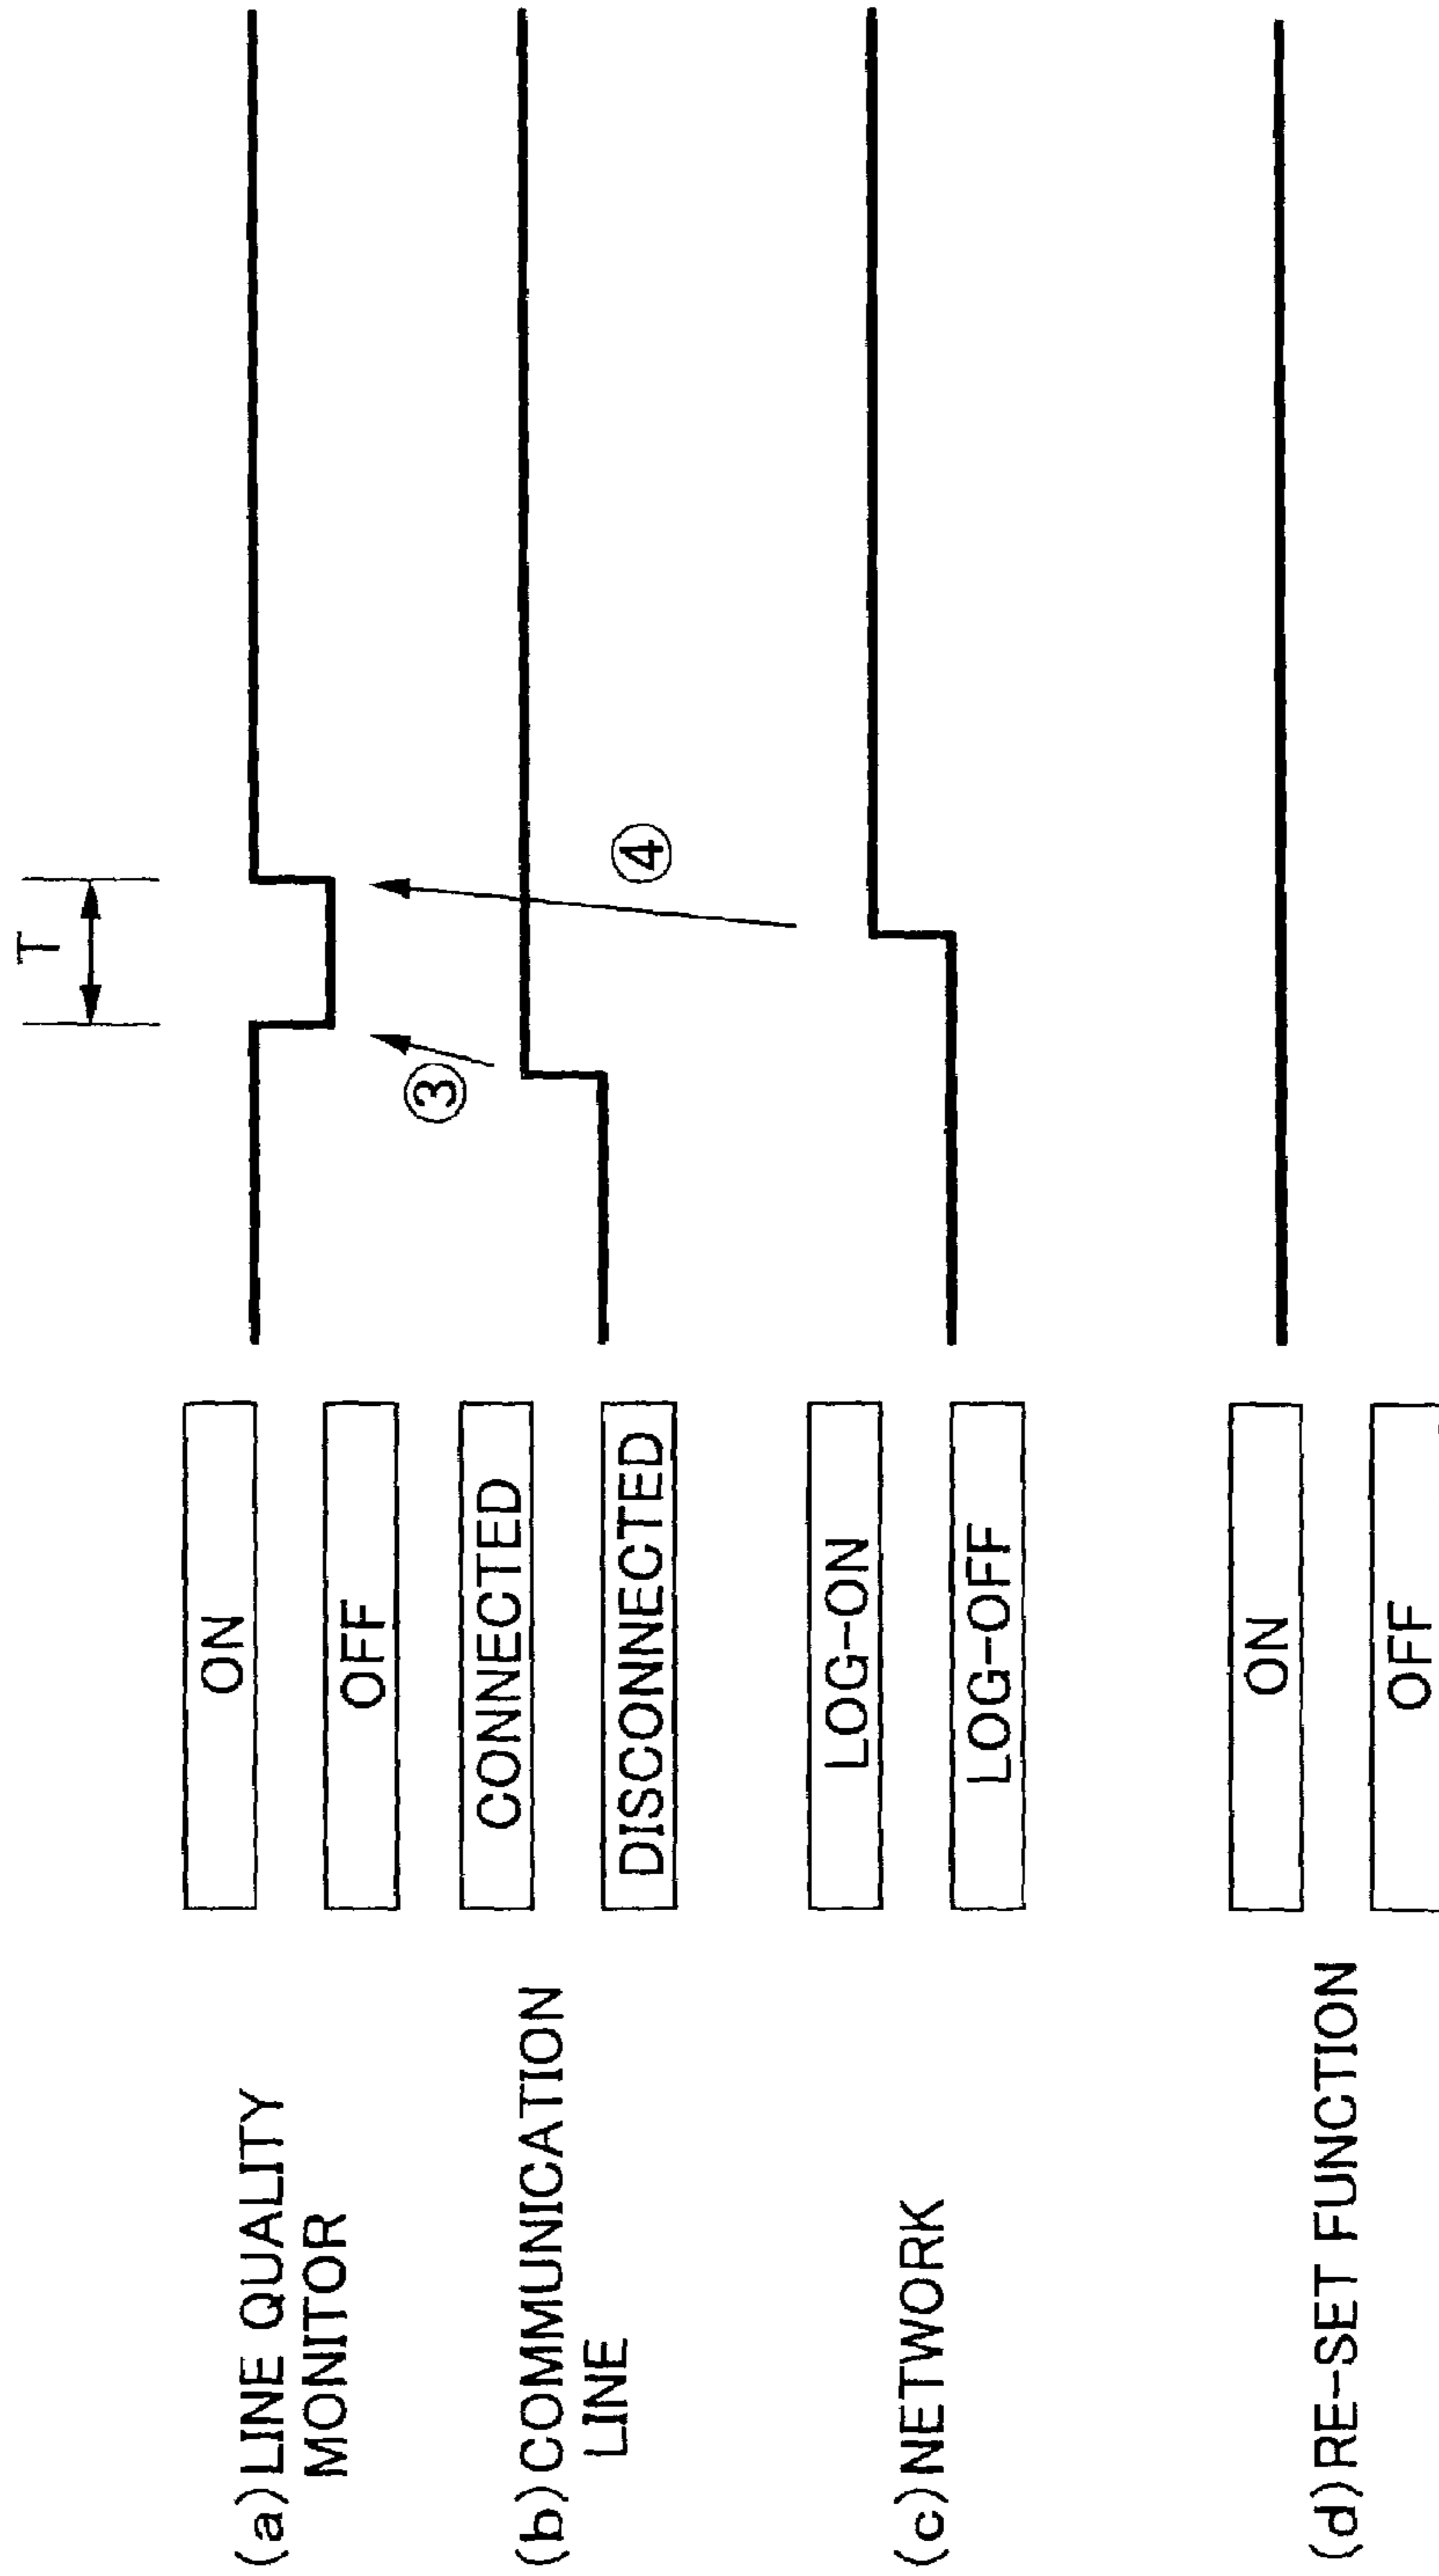 T
(a) LINE QUALITY
MONITOR
ON
OFF
③
④
(b) COMMUNICATION
LINE
CONNECTED
DISCONNECTED
(c) NETWORK
LOG-ON
LOG-OFF
(d) RE-SET FUNCTION
ON
OFF